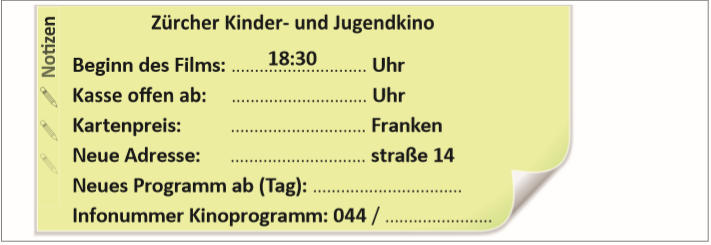 Notizen
Zürcher Kinder- und Jugendkino
Beginn des Films: ........18:30........ Uhr
Kasse offen ab: ........................... Uhr
Kartenpreis: ........................... Franken
Neue Adresse: ........................... straße 14
Neues Programm ab (Tag): ..............................
Infonummer Kinoprogramm: 044 / .....................